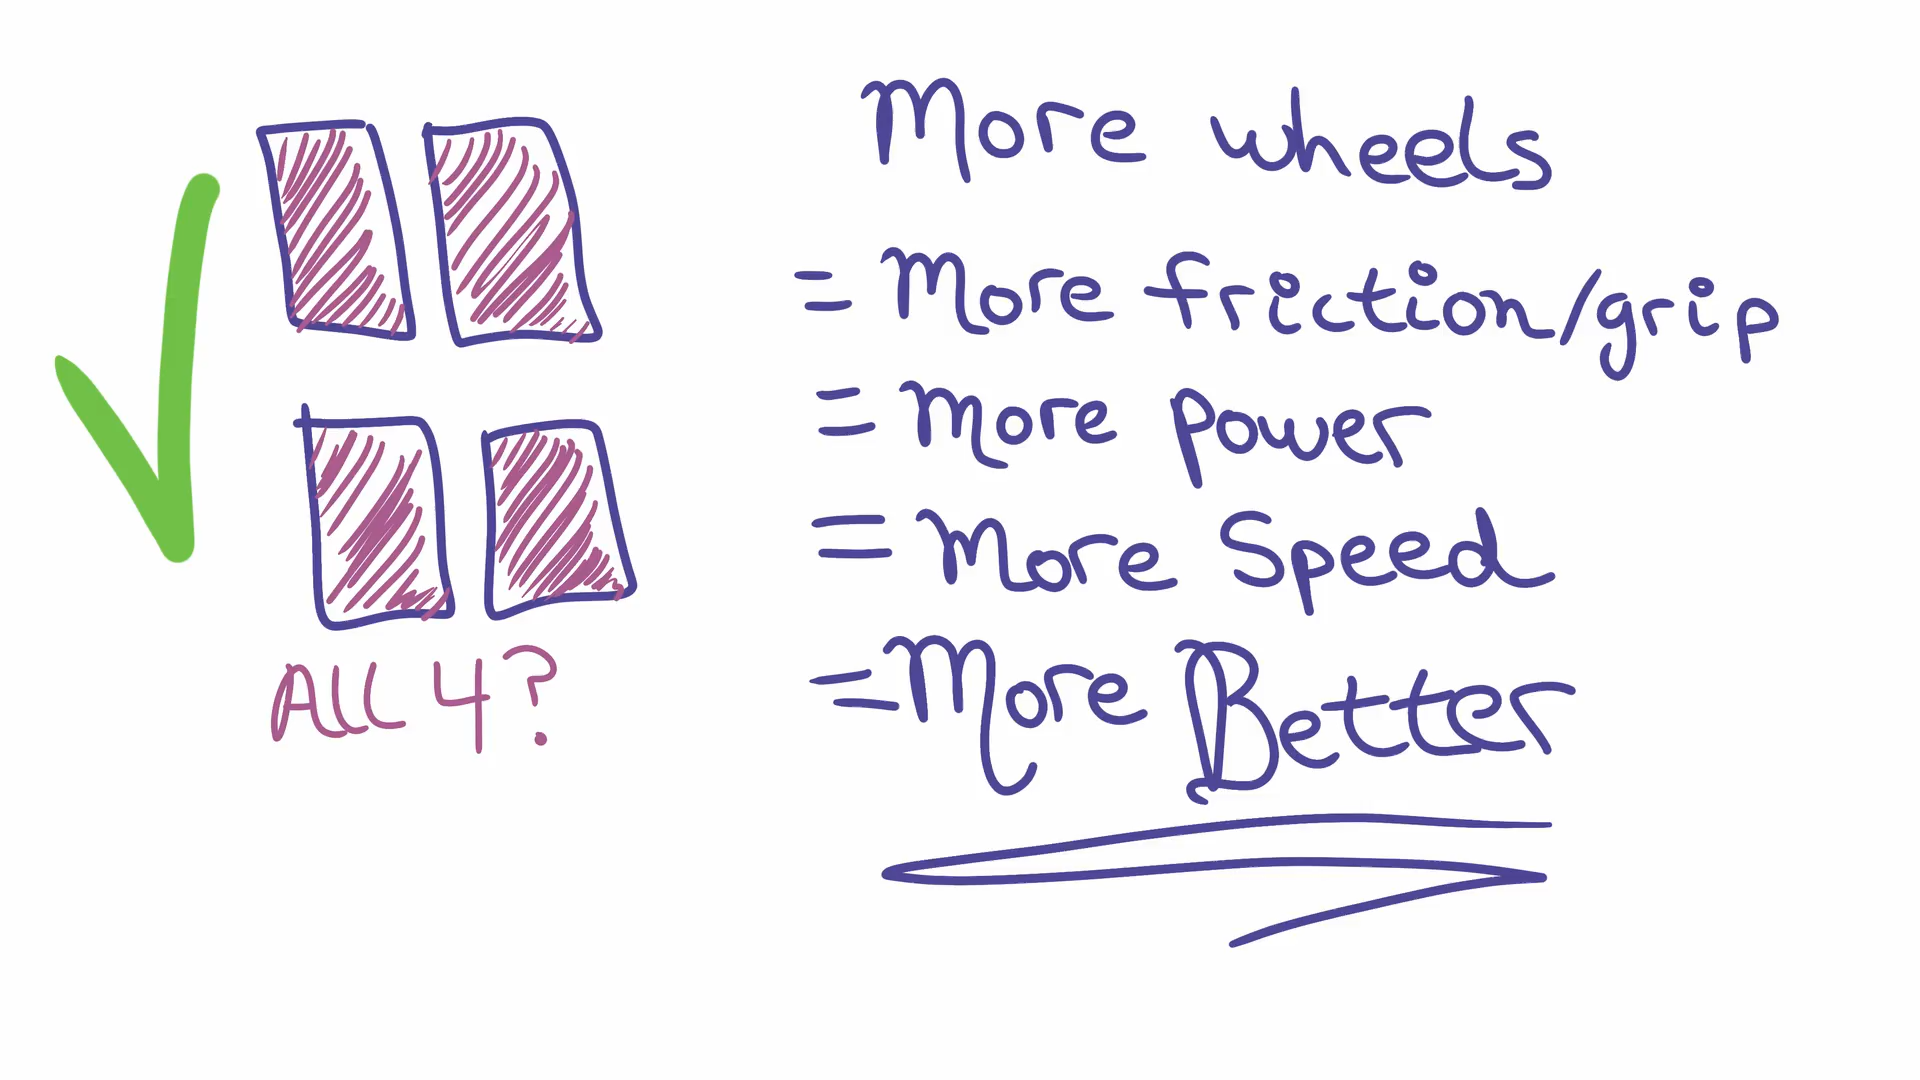 More wheels
= More friction/grip
= More power
= More Speed
= More Better
All 4?